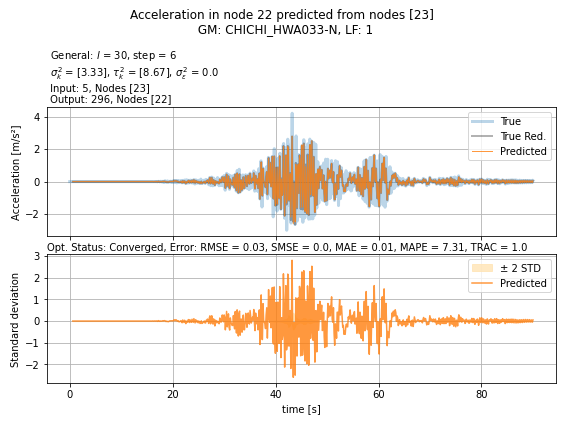 Acceleration in node 22 predicted from nodes [23]
GM: CHICHI_HWA033-N, LF: 1
General: l = 30, step = 6
σ²ₖ = [3.33], τ²ₖ = [8.67], σ²ε = 0.0
Input: 5, Nodes [23]
Output: 296, Nodes [22]
Acceleration [m/s²]
4
2
0
−2
True
True Red.
Predicted
Opt. Status: Converged, Error: RMSE = 0.03, SMSE = 0.0, MAE = 0.01, MAPE = 7.31, TRAC = 1.0
Standard deviation
3
2
1
0
−1
−2
± 2 STD
Predicted
0 20 40 60 80
time [s]